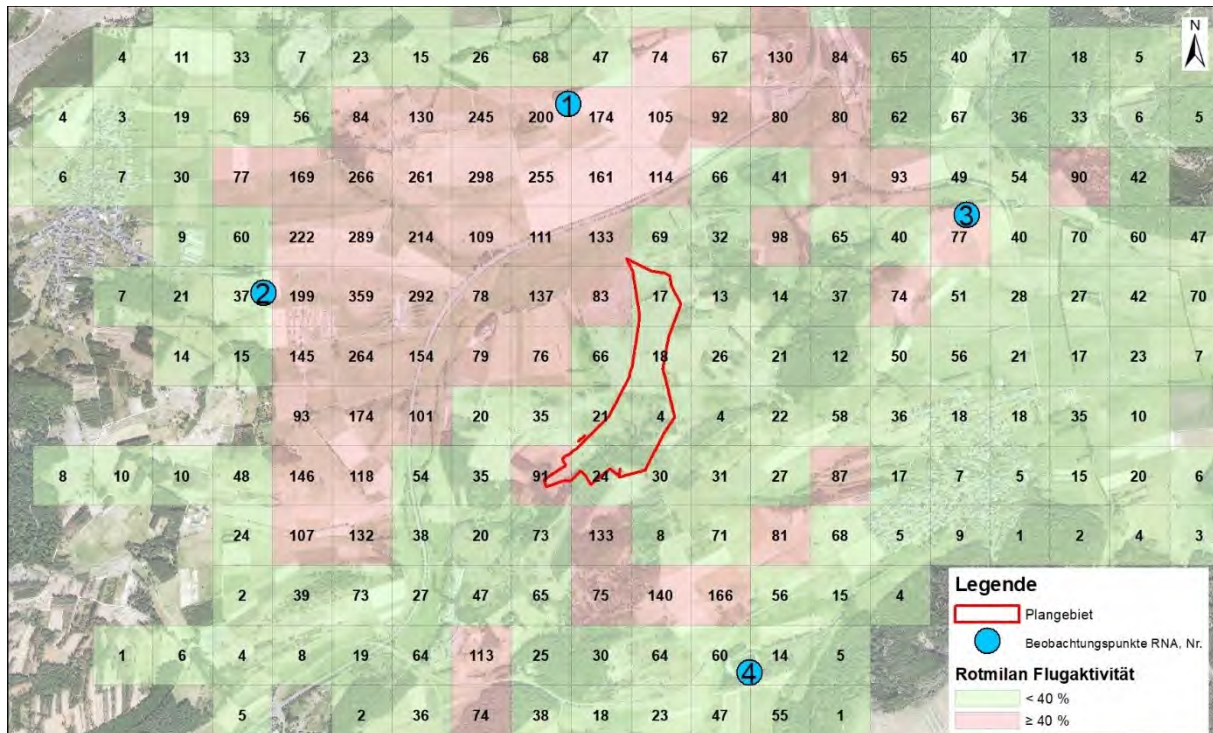 N
4 11 33 7 23 15 26 68 47 74 67 130 84 65 40 17 18 5
1
4 3 19 69 56 84 130 245 200 174 105 92 80 80 62 67 36 33 6 5
6 7 30 77 169 266 261 298 255 161 114 66 41 91 93 49 54 90 42
3
9 60 222 289 214 109 111 133 69 32 98 65 40 77 40 70 60 47
7 21 37 2 199 359 292 78 137 83 17 13 14 37 74 51 28 27 42 70
14 15 145 264 154 79 76 66 18 26 21 12 50 56 21 17 23 7
93 174 101 20 35 21 4 4 22 58 36 18 18 35 10
8 10 10 48 146 118 54 35 91 24 30 31 27 87 17 7 5 15 20 6
24 107 132 38 20 73 133 8 71 81 68 5 9 1 2 4 3
2 39 73 27 47 65 75 140 166 56 15 4
1 6 4 8 19 64 113 25 30 64 60 14 5
4
5 2 36 74 38 18 23 47 55 1
Legende
Plangebiet
Beobachtungspunkte RNA, Nr.
Rotmilan Flugaktivität
< 40 %
≥ 40 %